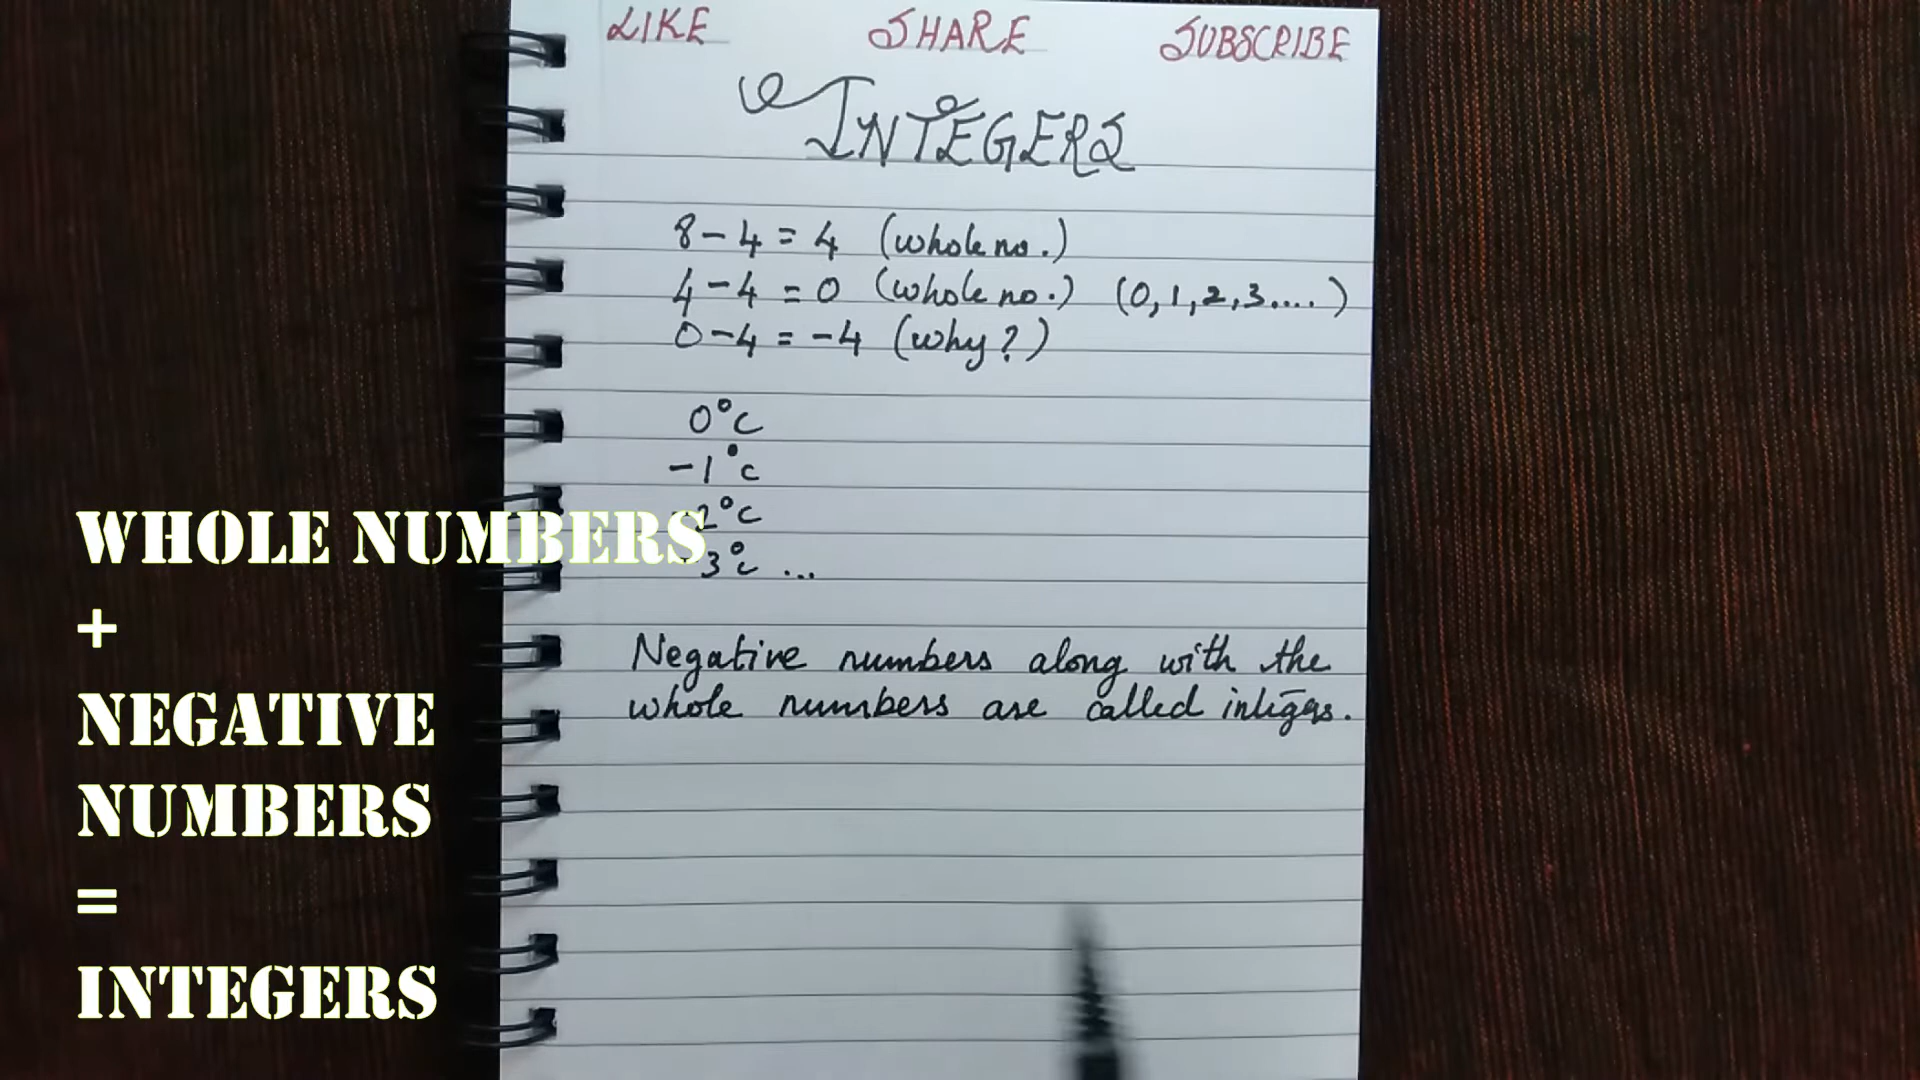 LIKE SHARE SUBSCRIBE
INTEGERS
8 - 4 = 4 (whole no.)
4 - 4 = 0 (whole no.) (0, 1, 2, 3....)
0 - 4 = -4 (why?)
0°C
-1°C
-2°C
-3°C ...
Negative numbers along with the
whole numbers are called integers.
WHOLE NUMBERS
+
NEGATIVE
NUMBERS
=
INTEGERS